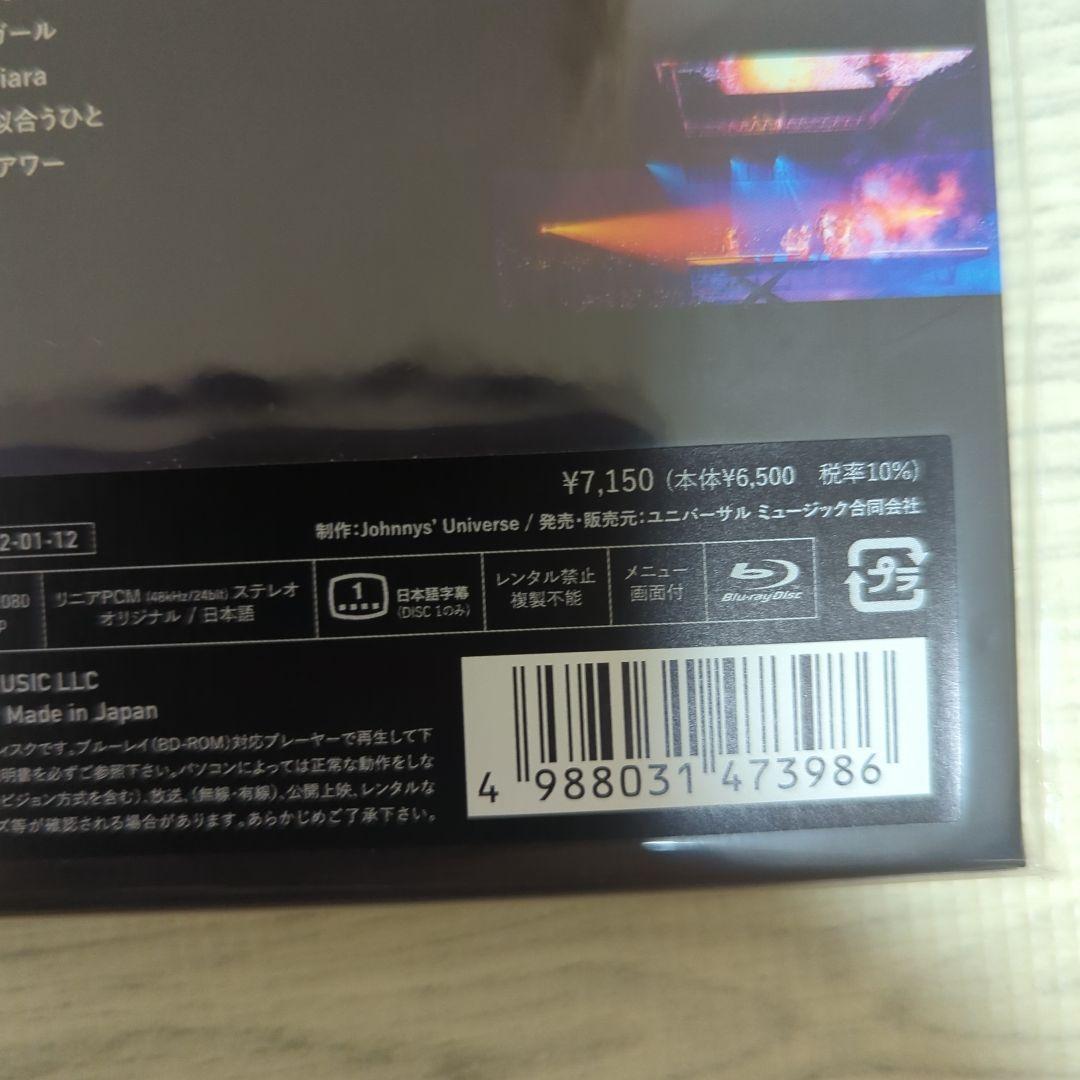 ガール
iara
似合うひと
アワー
¥7,150 (本体¥6,500 税率10%)
2-01-12
制作:Johnnys' Universe / 発売・販売元:ユニバーサル ミュージック合同会社
1080
P
リニアPCM (48kHz/24bit) ステレオ
オリジナル / 日本語
1
日本語字幕
(DISC 1のみ)
レンタル禁止
複製不能
メニュー
画面付
Blu-ray Disc
プラ
USIC LLC
Made in Japan
ィスクです。ブルーレイ(BD-ROM)対応プレーヤーで再生して下
明書を必ずご参照下さい。パソコンによっては正常な動作をしな
ビジョン方式を含む)、放送、(無線・有線)、公開上映、レンタルな
ズ等が確認される場合があります。あらかじめご了承下さい。
4 988031 473986